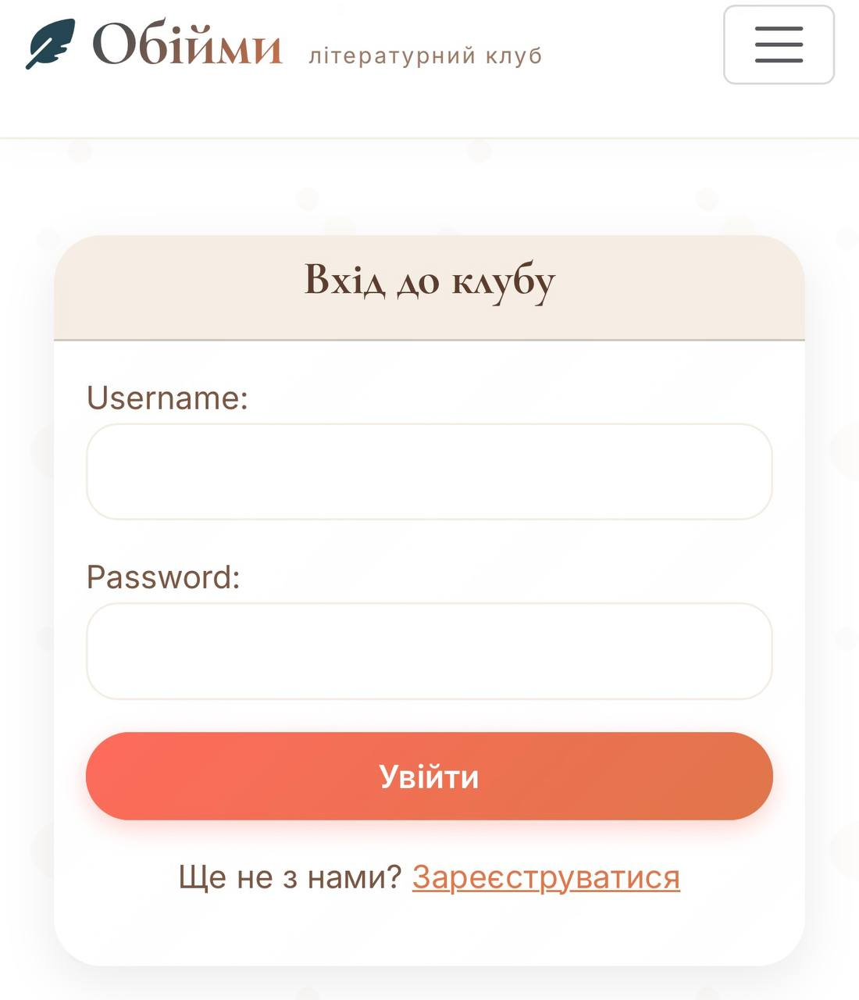 Обійми літературний клуб
Вхід до клубу
Username:
Password:
Увійти
Ще не з нами? Зареєструватися